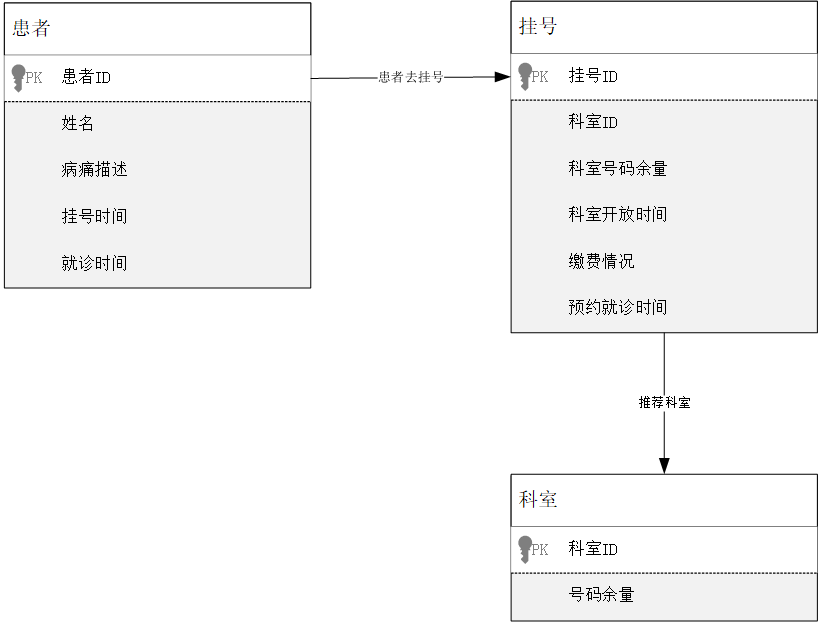 患者
PK 患者ID
姓名
病痛描述
挂号时间
就诊时间
患者去挂号
挂号
PK 挂号ID
科室ID
科室号码余量
科室开放时间
缴费情况
预约就诊时间
推荐科室
科室
PK 科室ID
号码余量